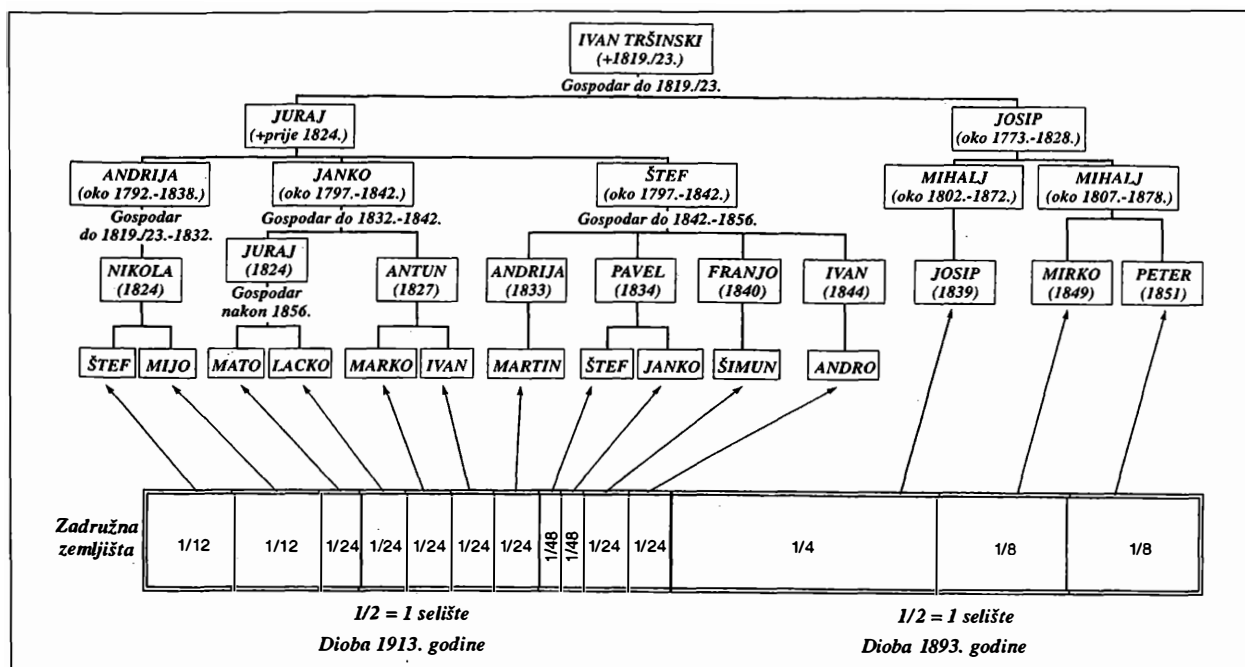 IVAN TRŠINSKI
(+1819./23.)
Gospodar do 1819./23.
JURAJ
(+prije 1824.)
JOSIP
(oko 1773.-1828.)
ANDRIJA
(oko 1792.-1838.)
JANKO
(oko 1797.-1842.)
ŠTEF
(oko 1797.-1842.)
MIHALJ
(oko 1802.-1872.)
MIHALJ
(oko 1807.-1878.)
Gospodar
do 1819./23.-1832.
Gospodar do 1832.-1842.
Gospodar do 1842.-1856.
NIKOLA
(1824)
JURAJ
(1824)
Gospodar
nakon 1856.
ANTUN
(1827)
ANDRIJA
(1833)
PAVEL
(1834)
FRANJO
(1840)
IVAN
(1844)
JOSIP
(1839)
MIRKO
(1849)
PETER
(1851)
ŠTEF
MIJO
MATO
LACKO
MARKO
IVAN
MARTIN
ŠTEF
JANKO
ŠIMUN
ANDRO
Zadružna
zemljišta
1/12
1/12
1/24
1/24
1/24
1/24
1/24
1/48
1/48
1/24
1/24
1/4
1/8
1/8
1/2 = 1 selište
Dioba 1913. godine
1/2 = 1 selište
Dioba 1893. godine